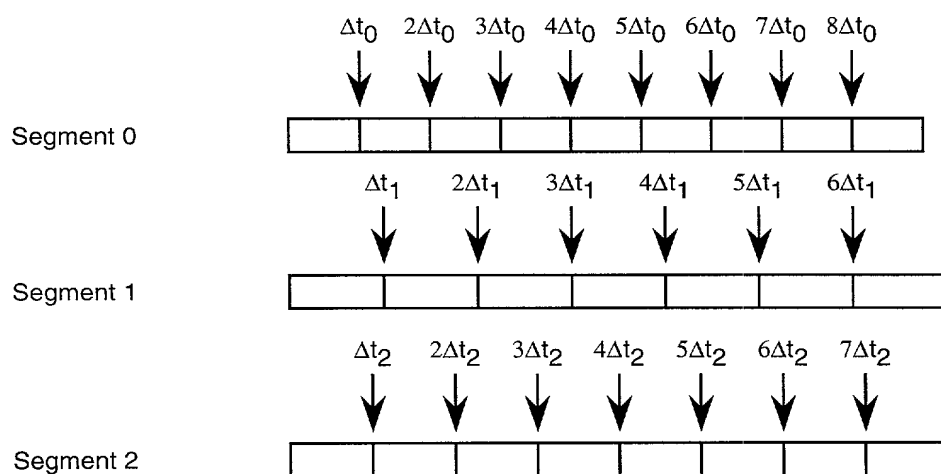 Δt₀ 2Δt₀ 3Δt₀ 4Δt₀ 5Δt₀ 6Δt₀ 7Δt₀ 8Δt₀
Segment 0
Δt₁ 2Δt₁ 3Δt₁ 4Δt₁ 5Δt₁ 6Δt₁
Segment 1
Δt₂ 2Δt₂ 3Δt₂ 4Δt₂ 5Δt₂ 6Δt₂ 7Δt₂
Segment 2